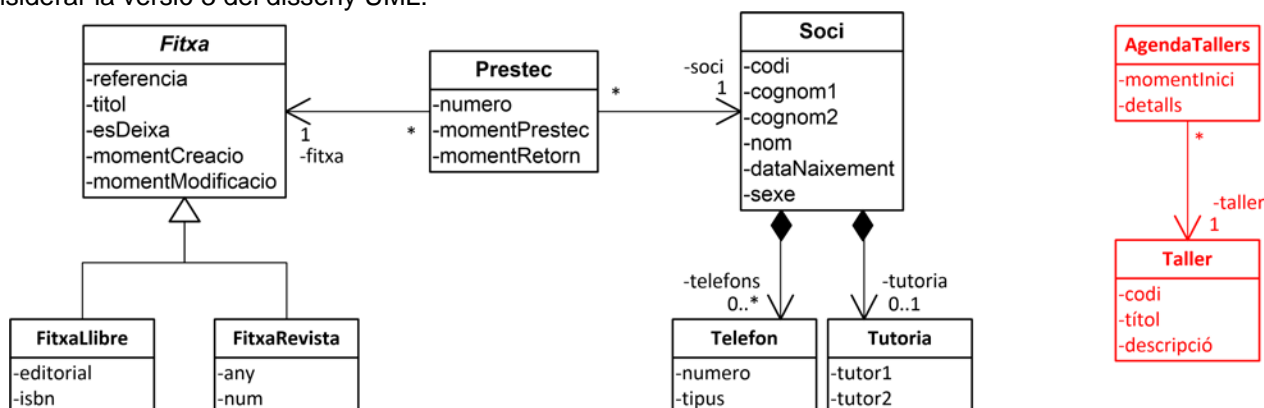 nsiderar la versió 8 del disseny UML:
Fitxa
-referencia
-titol
-esDeixa
-momentCreacio
-momentModificacio
1
-fitxa
*
Prestec
-numero
-momentPrestec
-momentRetorn
*
-soci
1
Soci
-codi
-cognom1
-cognom2
-nom
-dataNaixement
-sexe
AgendaTallers
-momentInici
-detalls
*
-taller
1
Taller
-codi
-títol
-descripció
-telefons
0..*
-tutoria
0..1
FitxaLlibre
-editorial
-isbn
FitxaRevista
-any
-num
Telefon
-numero
-tipus
Tutoria
-tutor1
-tutor2